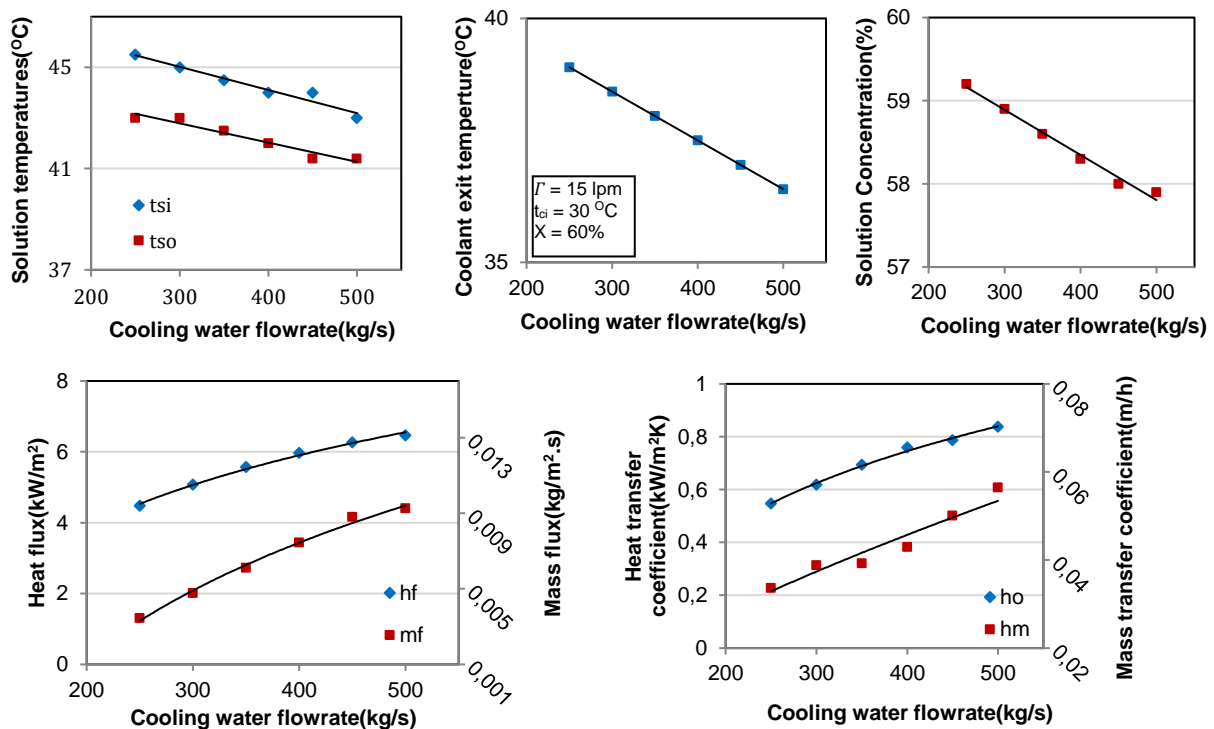 Solution temperatures(ᴼC)
45
41
37
tsi
tso
200
300
400
500
Cooling water flowrate(kg/s)
Coolant exit temperture(ᴼC)
40
35
Γ = 15 lpm
tci = 30 ᴼC
X = 60%
200
300
400
500
Cooling water flowrate(kg/s)
Solution Concentration(%)
60
59
58
57
200
300
400
500
Cooling water flowrate(kg/s)
Heat flux(kW/m²)
8
6
4
2
0
hf
mf
0,013
0,009
0,005
0,001
Mass flux(kg/m².s)
200
300
400
500
Cooling water flowrate(kg/s)
Heat transfer
coefficient(kW/m²K)
1
0,8
0,6
0,4
0,2
0
ho
hm
0,08
0,06
0,04
0,02
Mass transfer coefficient(m/h)
200
300
400
500
Cooling water flowrate(kg/s)